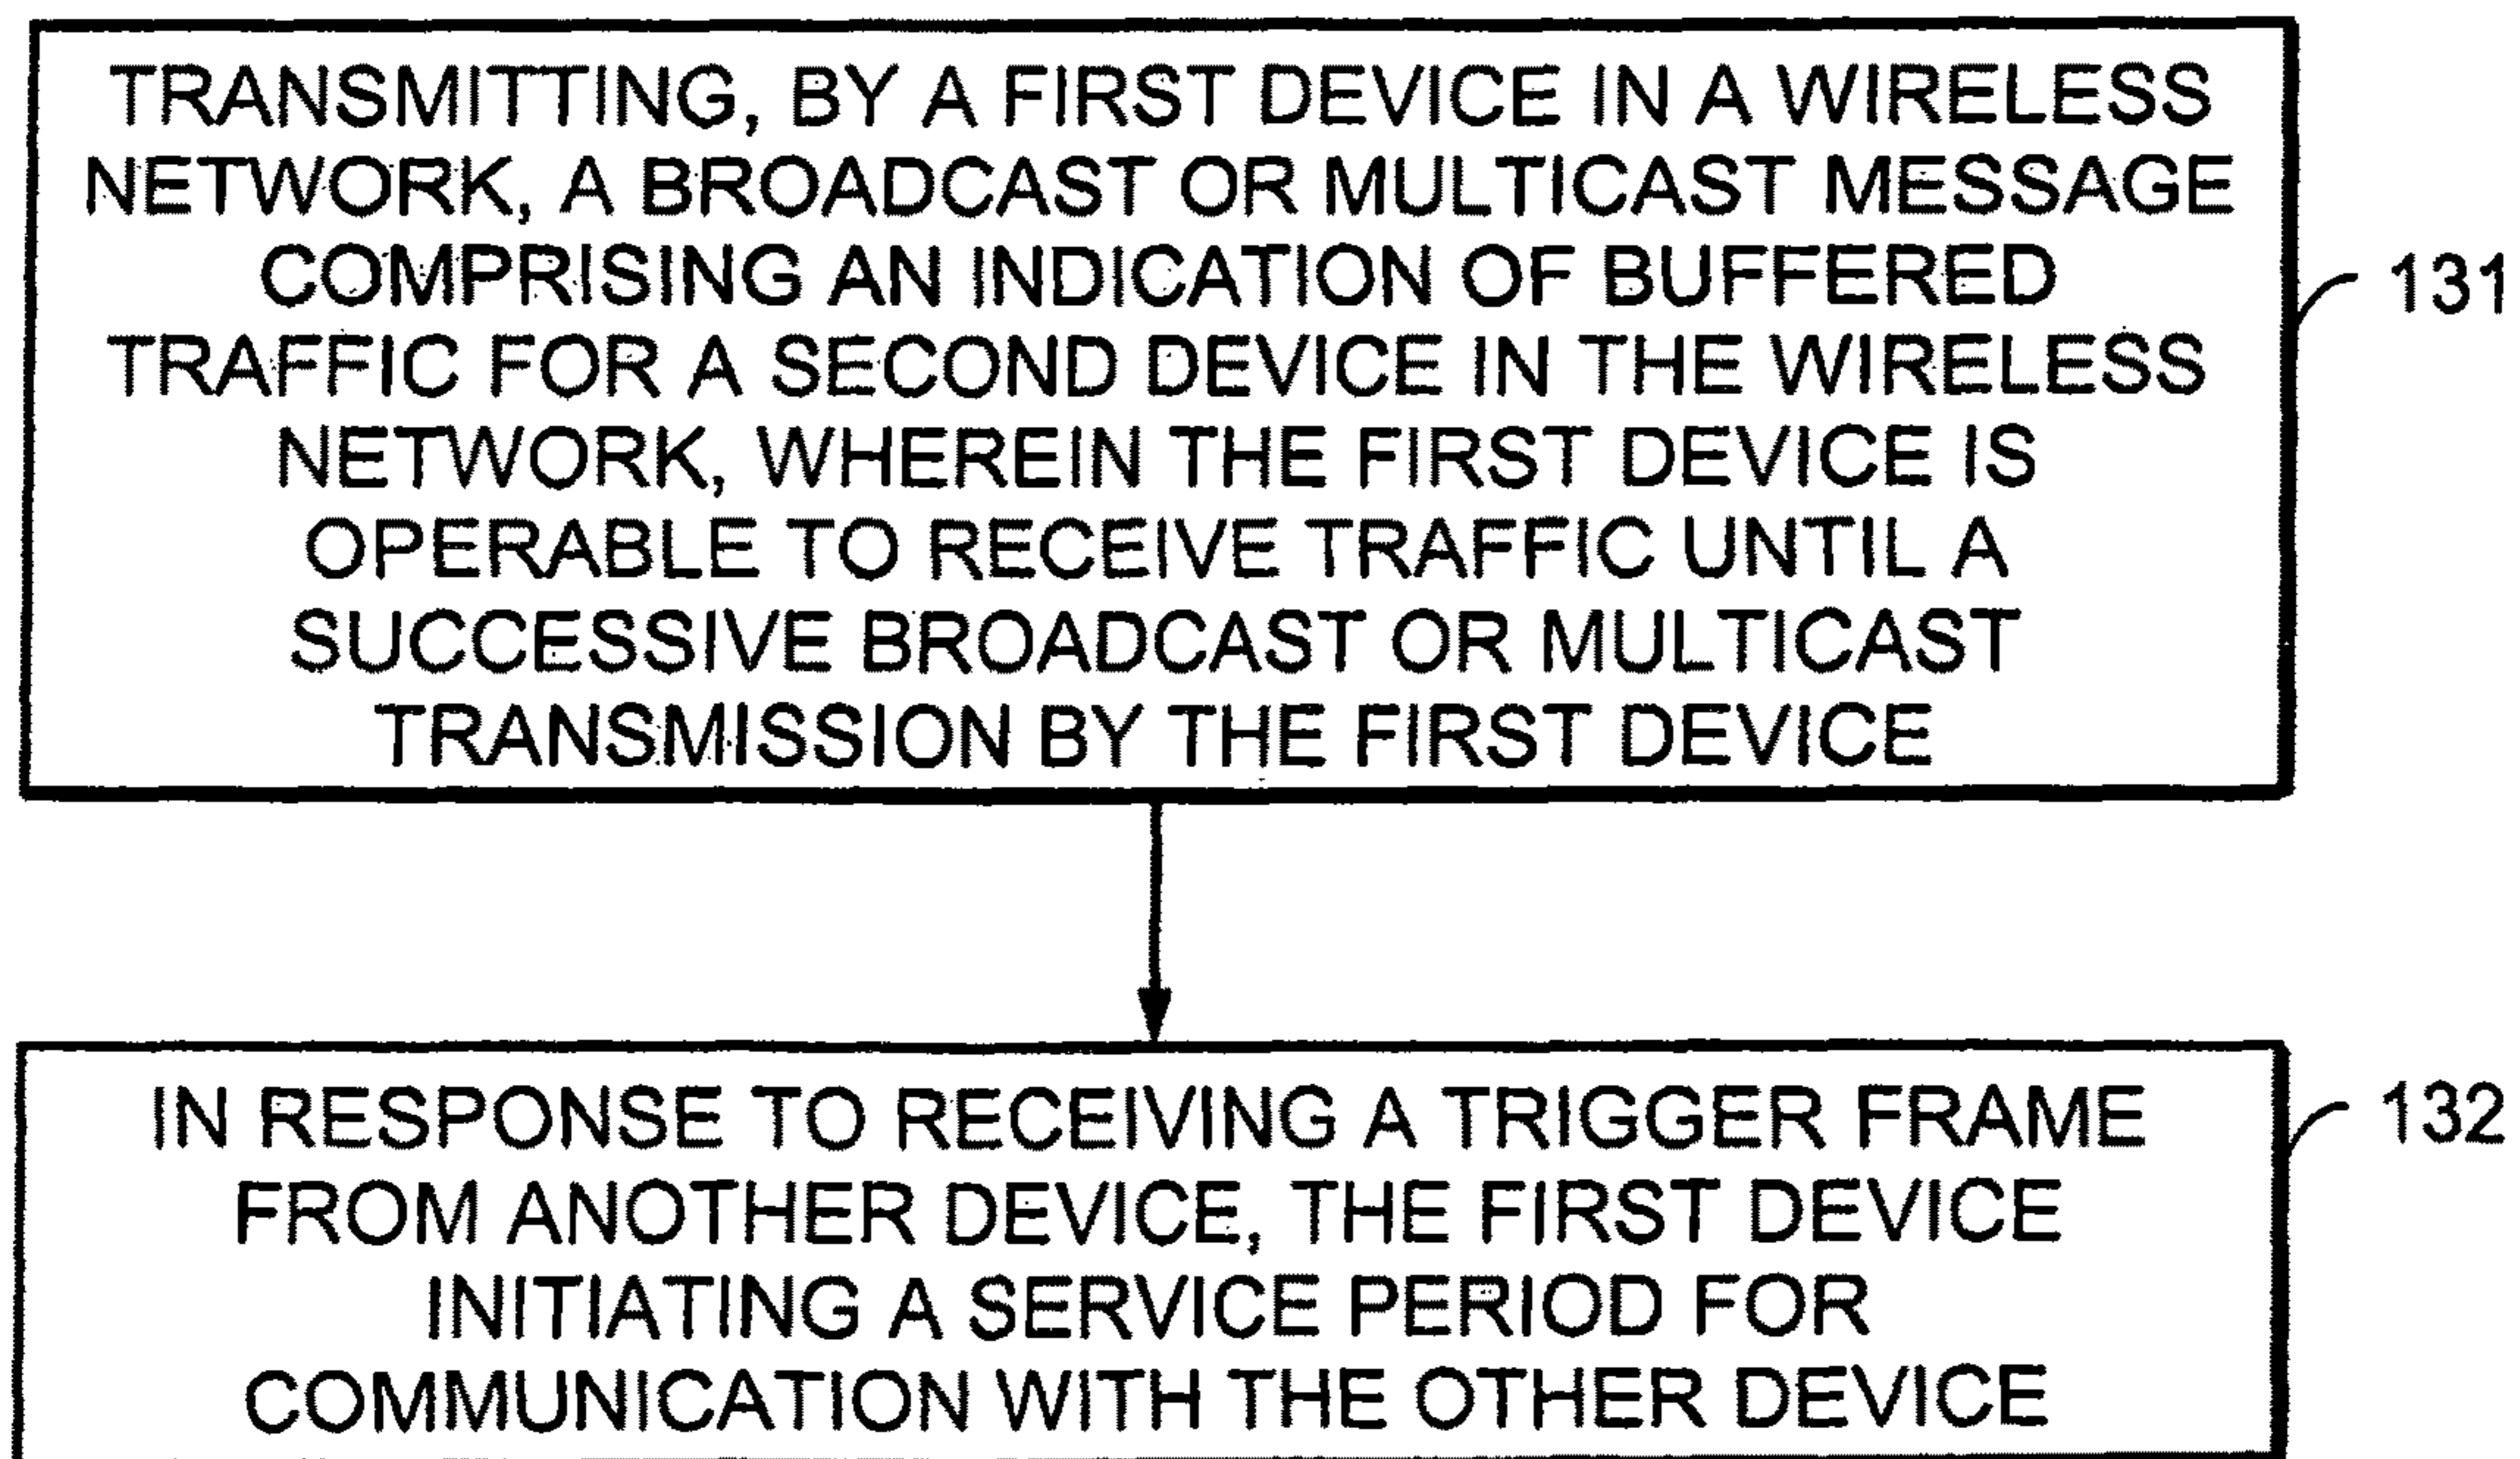 TRANSMITTING, BY A FIRST DEVICE IN A WIRELESS
NETWORK, A BROADCAST OR MULTICAST MESSAGE
COMPRISING AN INDICATION OF BUFFERED
TRAFFIC FOR A SECOND DEVICE IN THE WIRELESS
NETWORK, WHEREIN THE FIRST DEVICE IS
OPERABLE TO RECEIVE TRAFFIC UNTIL A
SUCCESSIVE BROADCAST OR MULTICAST
TRANSMISSION BY THE FIRST DEVICE
131
IN RESPONSE TO RECEIVING A TRIGGER FRAME
FROM ANOTHER DEVICE, THE FIRST DEVICE
INITIATING A SERVICE PERIOD FOR
COMMUNICATION WITH THE OTHER DEVICE
132